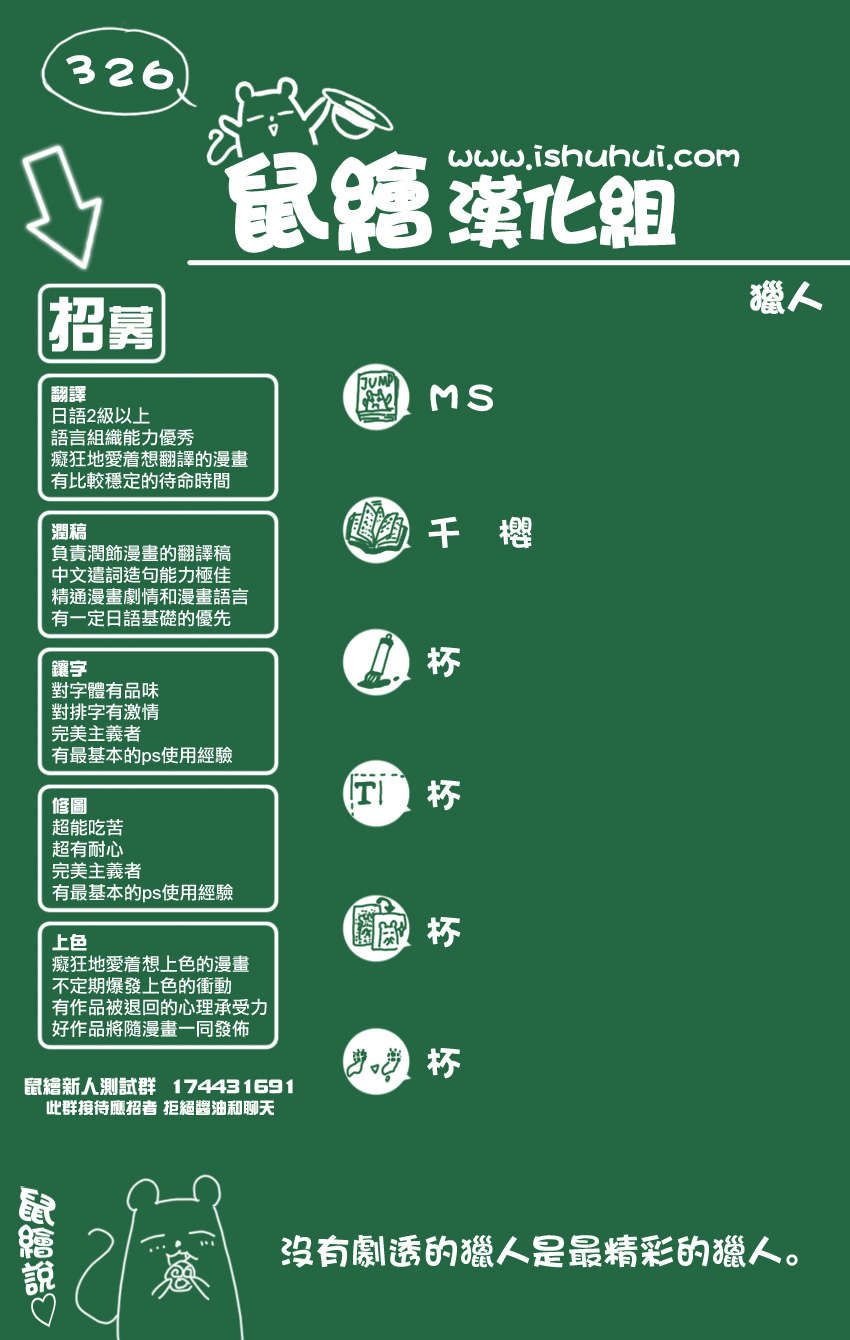 326
www.ishuhui.com
鼠繪漢化組
獵人
招募
翻譯
日語2級以上
語言組織能力優秀
癡狂地愛着想翻譯的漫畫
有比較穩定的待命時間
潤稿
負責潤飾漫畫的翻譯稿
中文遣詞造句能力極佳
精通漫畫劇情和漫畫語言
有一定日語基礎的優先
鑲字
對字體有品味
對排字有激情
完美主義者
有最基本的ps使用經驗
修圖
超能吃苦
超有耐心
完美主義者
有最基本的ps使用經驗
上色
癡狂地愛着想上色的漫畫
不定期爆發上色的衝動
有作品被退回的心理承受力
好作品將隨漫畫一同發佈
鼠繪新人測試群 174431691
此群接待應招者 拒絕醬油和聊天
JUMP
MS
千 櫻
杯
T
杯
杯
杯
鼠繪說♡
沒有劇透的獵人是最精彩的獵人。